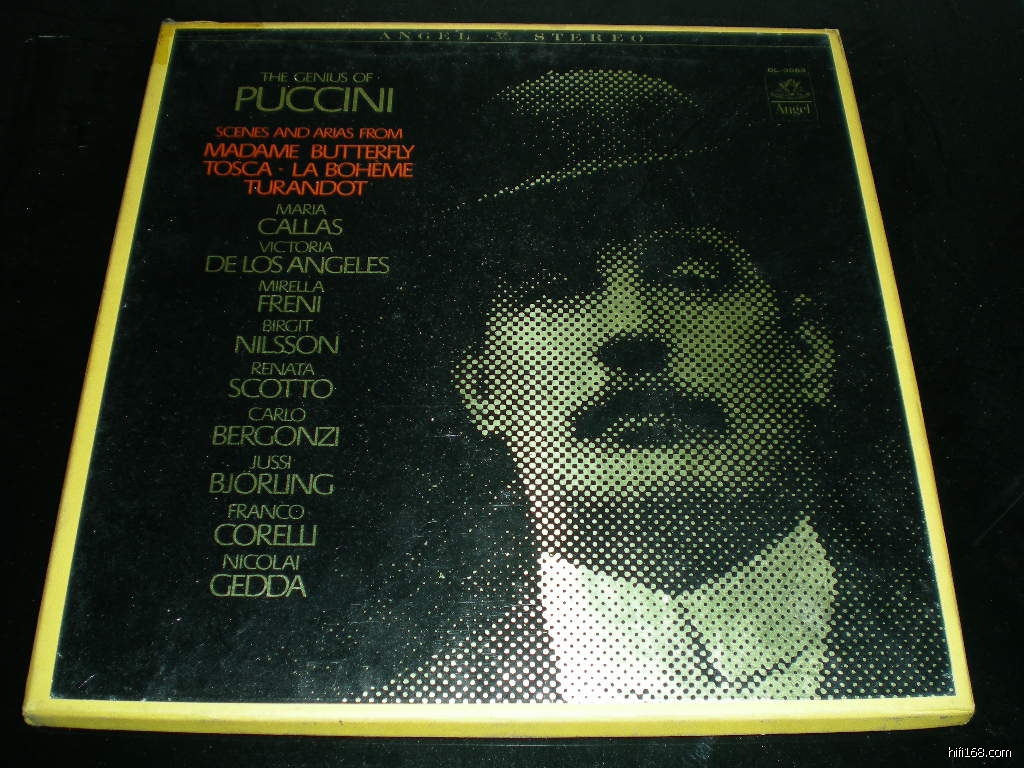 ANGEL STEREO
THE GENIUS OF
PUCCINI
SCENES AND ARIAS FROM
MADAME BUTTERFLY
TOSCA · LA BOHÈME
TURANDOT
MARIA
CALLAS
VICTORIA
DE LOS ANGELES
MIRELLA
FRENI
BIRGIT
NILSSON
RENATA
SCOTTO
CARLO
BERGONZI
JUSSI
BJÖRLING
FRANCO
CORELLI
NICOLAI
GEDDA
Angel
hifi168.com